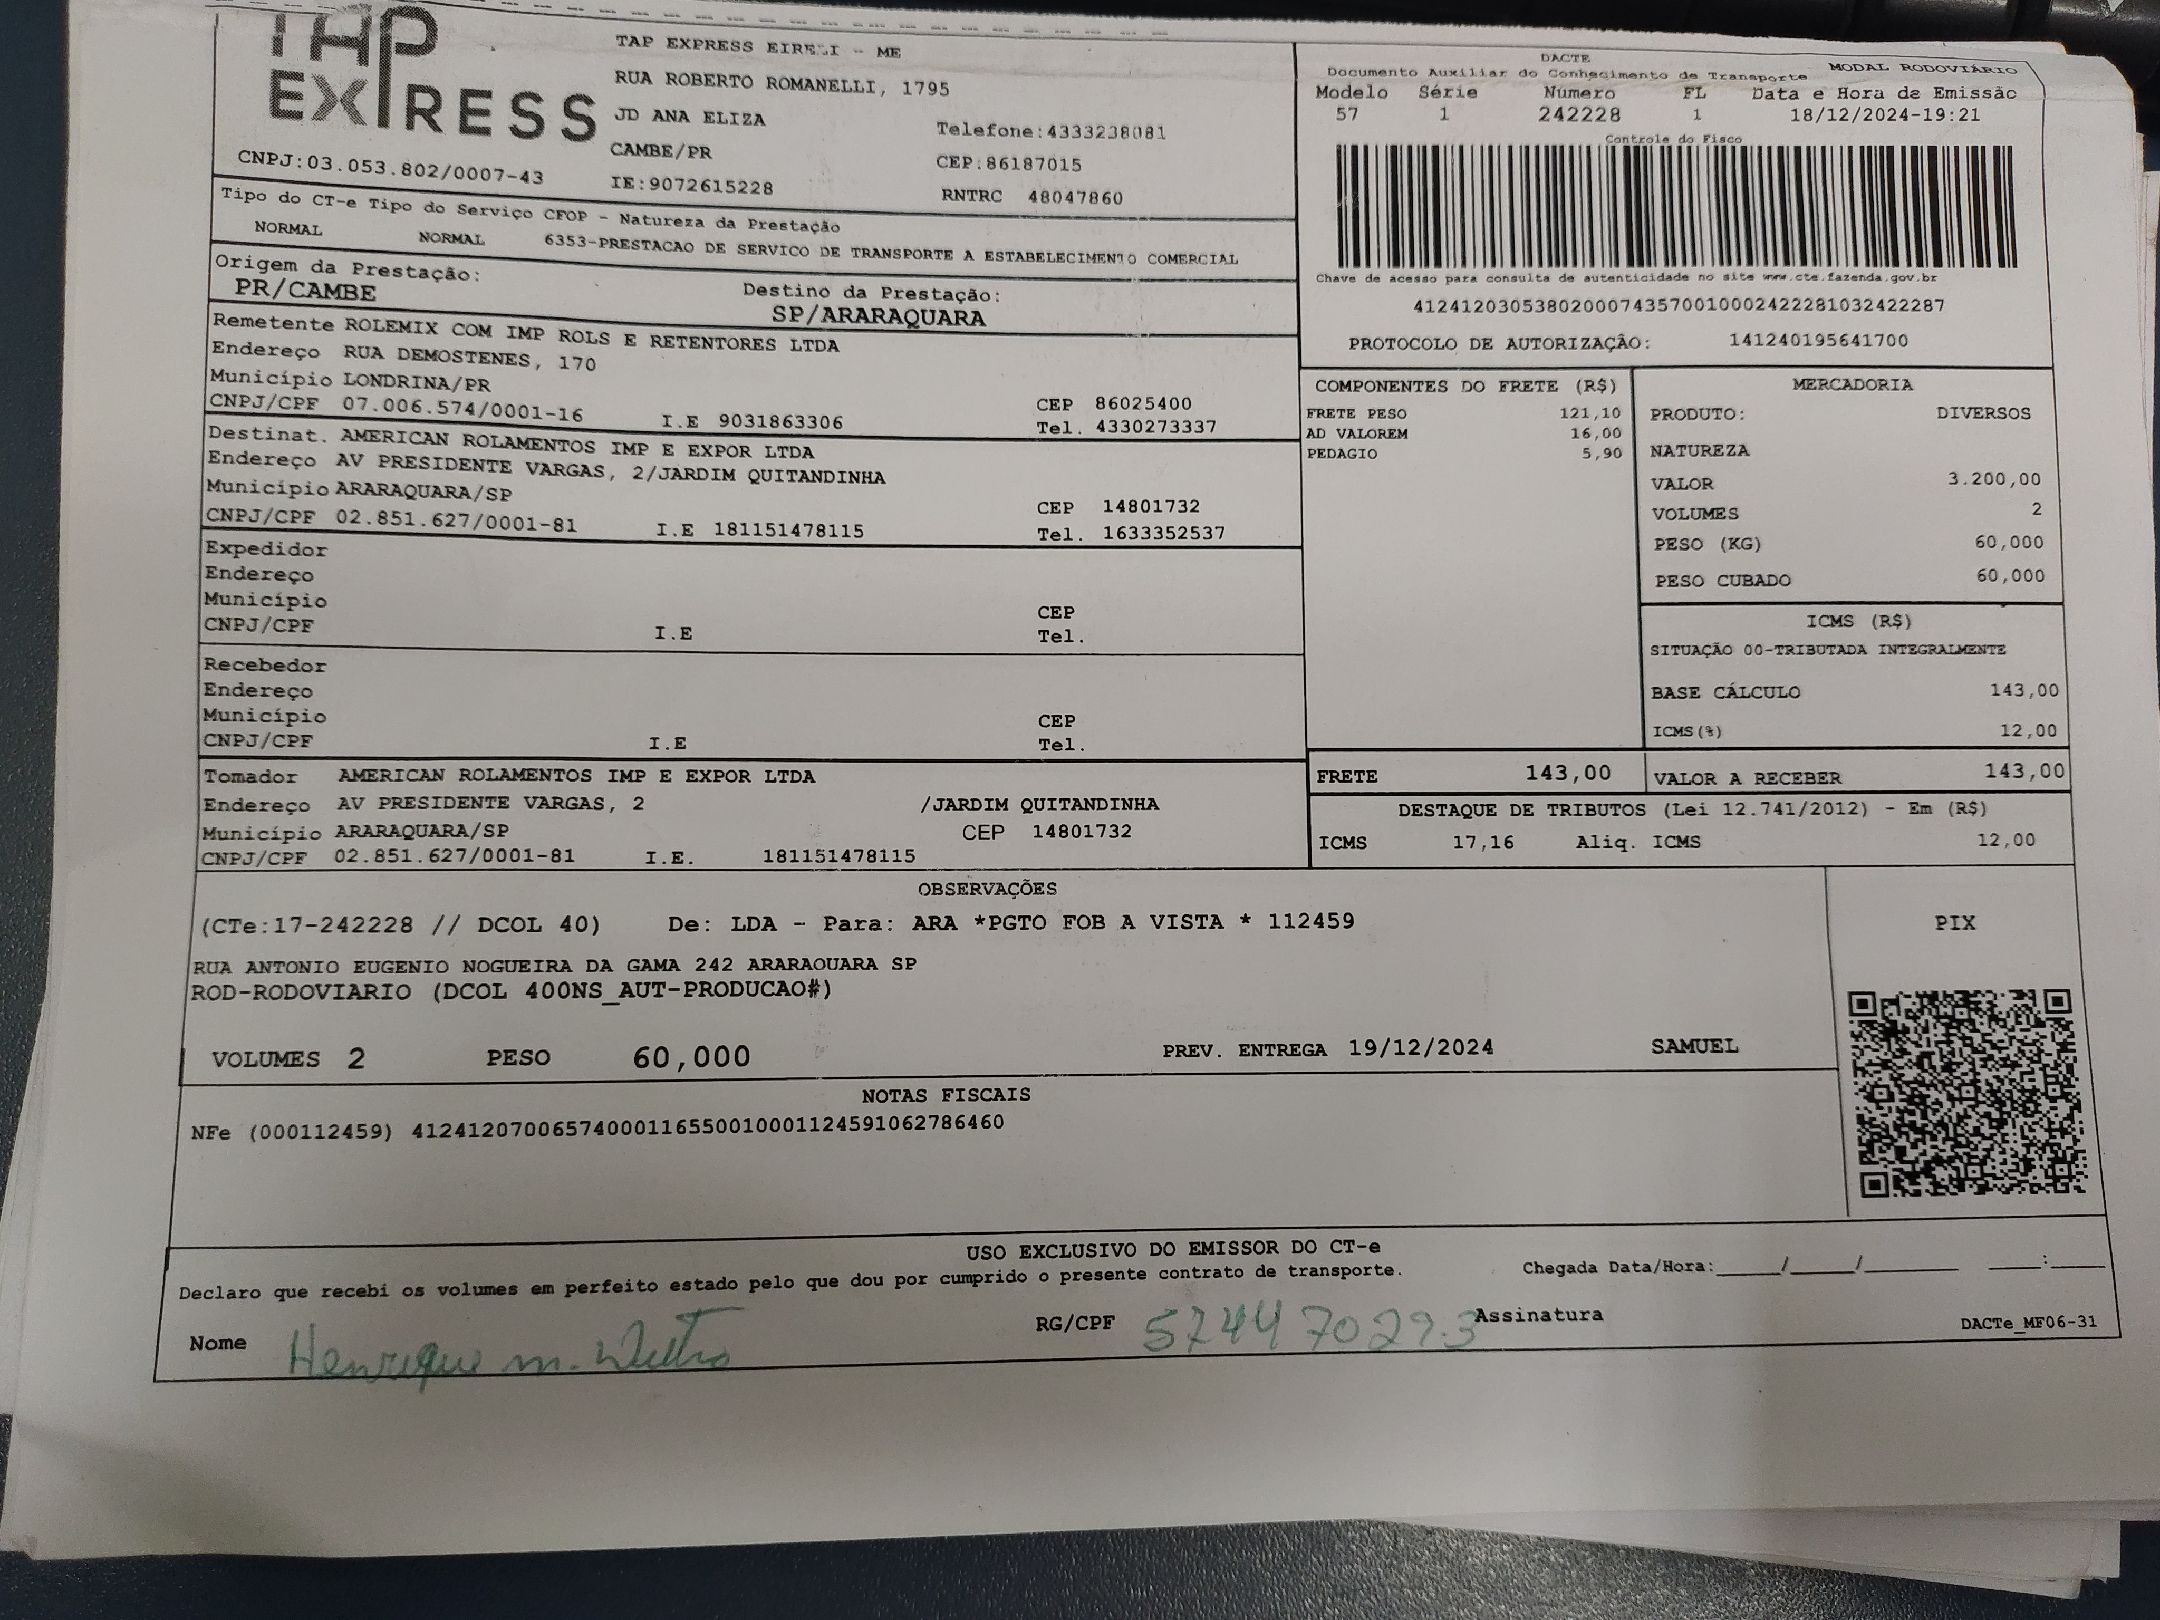 TAP
EXPRESS
CNPJ:03.053.802/0007-43
TAP EXPRESS EIRELI - ME
RUA ROBERTO ROMANELLI, 1795
JD ANA ELIZA
CAMBE/PR
IE:9072615228
Telefone:4333238081
CEP:86187015
RNTRC 48047860
DACTE
Documento Auxiliar do Conhecimento de Transporte MODAL RODOVIÁRIO
Modelo Série Número FL Data e Hora de Emissão
57 1 242228 1 18/12/2024-19:21
Controle do Fisco
Chave de acesso para consulta de autenticidade no site www.cte.fazenda.gov.br
41241203053802000743570010002422281032422287
PROTOCOLO DE AUTORIZAÇÃO: 141240195641700
Tipo do CT-e Tipo do Serviço CFOP - Natureza da Prestação
NORMAL NORMAL 6353-PRESTACAO DE SERVICO DE TRANSPORTE A ESTABELECIMENTO COMERCIAL
Origem da Prestação:
PR/CAMBE
Destino da Prestação:
SP/ARARAQUARA
Remetente ROLEMIX COM IMP ROLS E RETENTORES LTDA
Endereço RUA DEMOSTENES, 170
Município LONDRINA/PR CEP 86025400
CNPJ/CPF 07.006.574/0001-16 I.E 9031863306 Tel. 4330273337
Destinat. AMERICAN ROLAMENTOS IMP E EXPOR LTDA
Endereço AV PRESIDENTE VARGAS, 2/JARDIM QUITANDINHA
Município ARARAQUARA/SP CEP 14801732
CNPJ/CPF 02.851.627/0001-81 I.E 181151478115 Tel. 1633352537
Expedidor
Endereço
Município CEP
CNPJ/CPF I.E Tel.
Recebedor
Endereço
Município CEP
CNPJ/CPF I.E Tel.
Tomador AMERICAN ROLAMENTOS IMP E EXPOR LTDA
Endereço AV PRESIDENTE VARGAS, 2 /JARDIM QUITANDINHA
Município ARARAQUARA/SP CEP 14801732
CNPJ/CPF 02.851.627/0001-81 I.E. 181151478115
COMPONENTES DO FRETE (R$)
FRETE PESO 121,10
AD VALOREM 16,00
PEDAGIO 5,90
MERCADORIA
PRODUTO: DIVERSOS
NATUREZA
VALOR 3.200,00
VOLUMES 2
PESO (KG) 60,000
PESO CUBADO 60,000
ICMS (R$)
SITUAÇÃO 00-TRIBUTADA INTEGRALMENTE
BASE CÁLCULO 143,00
ICMS(%) 12,00
FRETE 143,00 VALOR A RECEBER 143,00
DESTAQUE DE TRIBUTOS (Lei 12.741/2012) - Em (R$)
ICMS 17,16 Aliq. ICMS 12,00
OBSERVAÇÕES
(CTe:17-242228 // DCOL 40) De: LDA - Para: ARA *PGTO FOB A VISTA * 112459
RUA ANTONIO EUGENIO NOGUEIRA DA GAMA 242 ARARAQUARA SP
ROD-RODOVIARIO (DCOL 400NS_AUT-PRODUCAO#)
VOLUMES 2 PESO 60,000 PREV. ENTREGA 19/12/2024 SAMUEL
PIX
NOTAS FISCAIS
NFe (000112459) 41241207006574000116550010001124591062786460
USO EXCLUSIVO DO EMISSOR DO CT-e
Declaro que recebi os volumes em perfeito estado pelo que dou por cumprido o presente contrato de transporte. Chegada Data/Hora:____/____/______ ____:____
Nome Henrique m. RG/CPF 57447029.3 Assinatura
DACTe_MF06-31